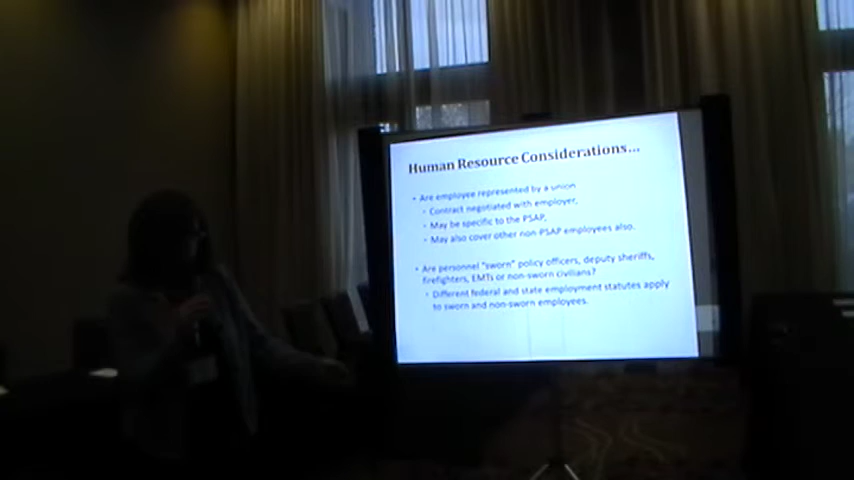 Human Resource Considerations...
• Are employee represented by a union
• Contract negotiated with employer,
• May be specific to the PSAP,
• May also cover other non-PSAP employees also.
• Are personnel "sworn" policy officers, deputy sheriffs,
firefighters, EMTs or non-sworn civilians?
• Different federal and state employment statutes apply
to sworn and non-sworn employees.